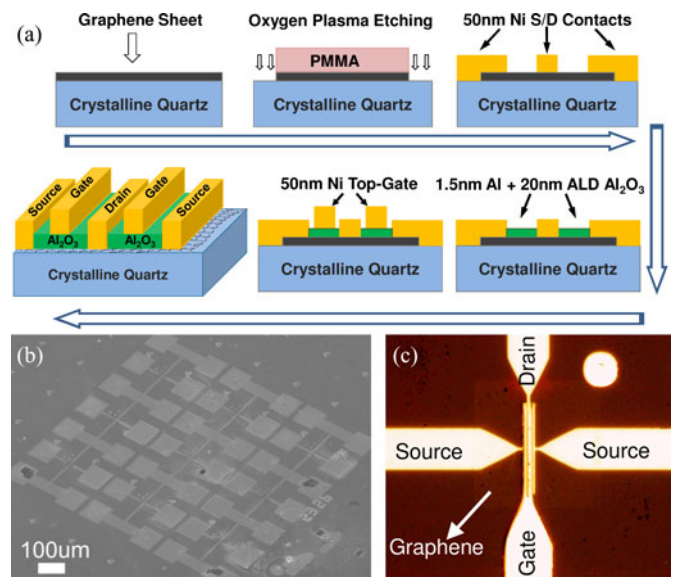 (a)
Graphene Sheet
Oxygen Plasma Etching
50nm Ni S/D Contacts
PMMA
Crystalline Quartz
Crystalline Quartz
Crystalline Quartz
Source
Gate
Drain
Gate
Source
Al₂O₃
Al₂O₃
Crystalline Quartz
50nm Ni Top-Gate
Crystalline Quartz
1.5nm Al + 20nm ALD Al₂O₃
Crystalline Quartz
(b)
100um
(c)
Drain
Source
Source
Graphene
Gate